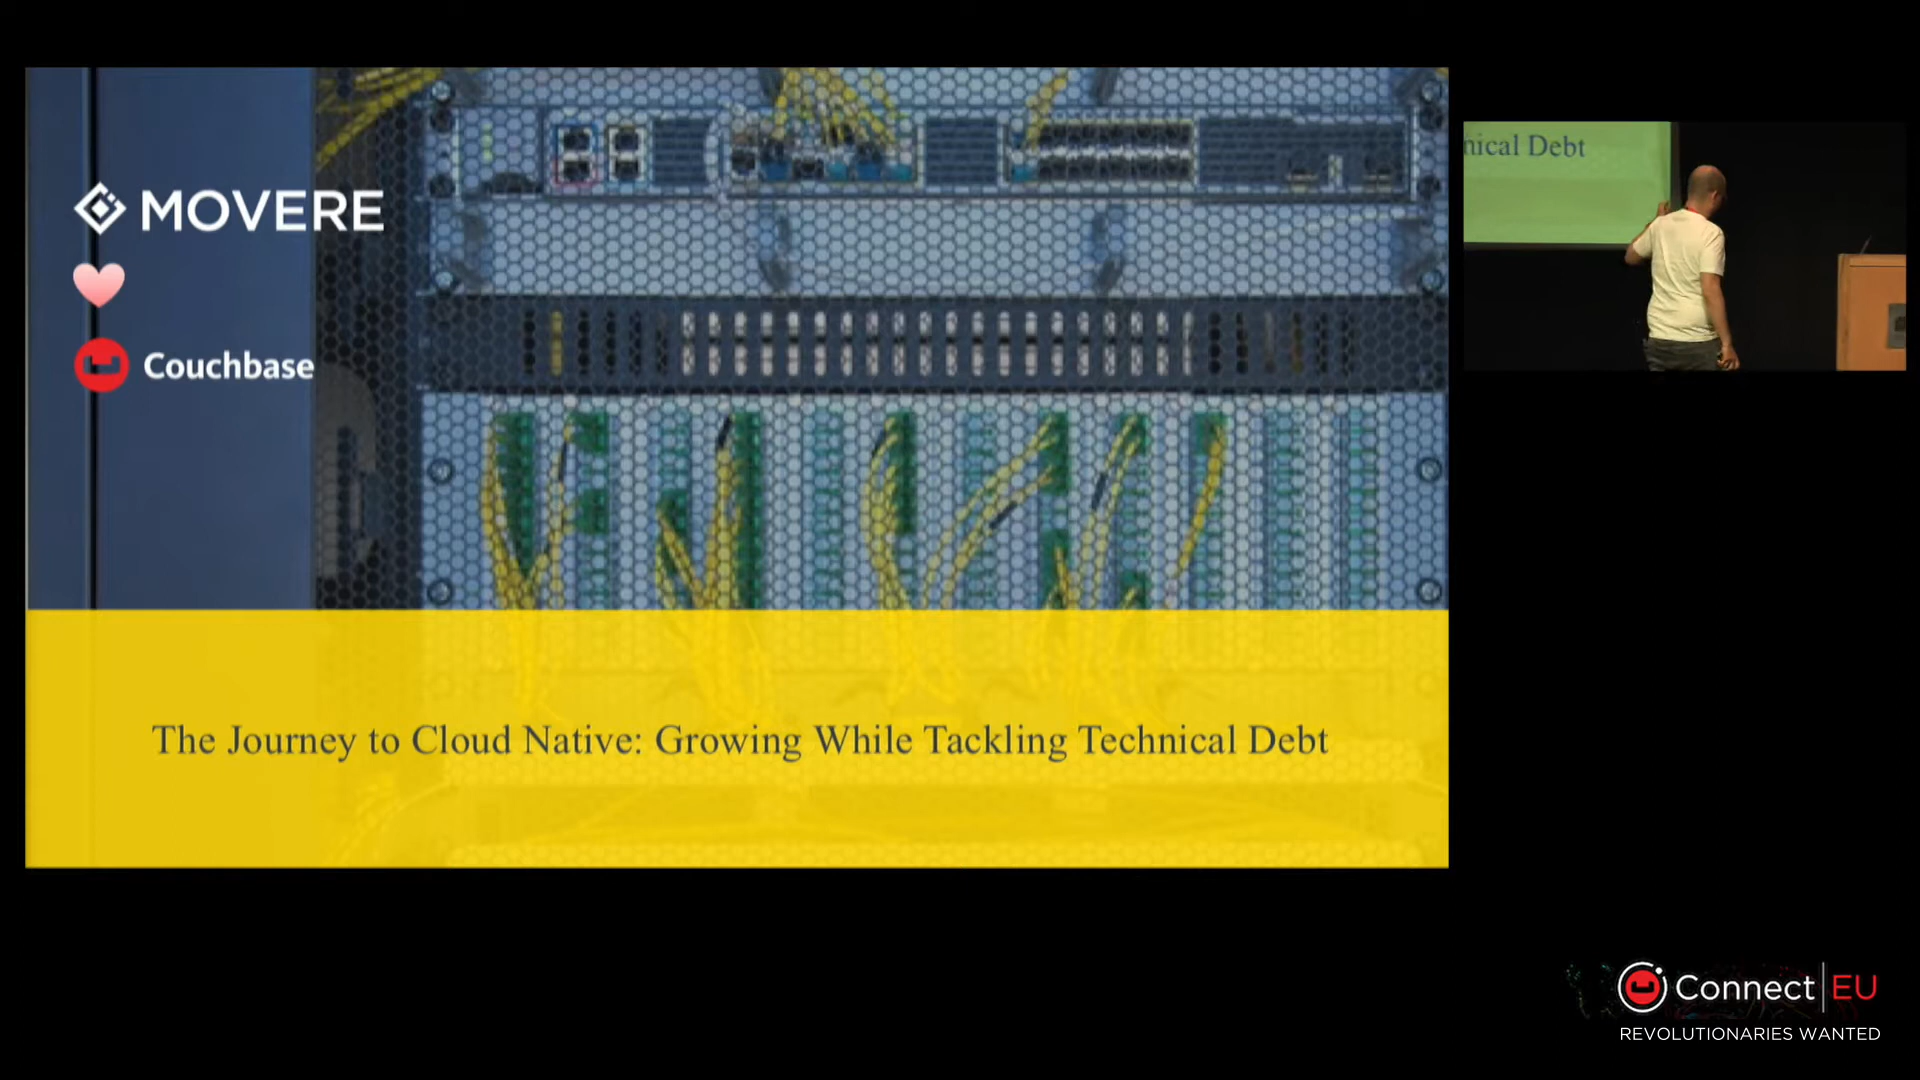 MOVERE
Couchbase
The Journey to Cloud Native: Growing While Tackling Technical Debt
nical Debt
Connect EU
REVOLUTIONARIES WANTED